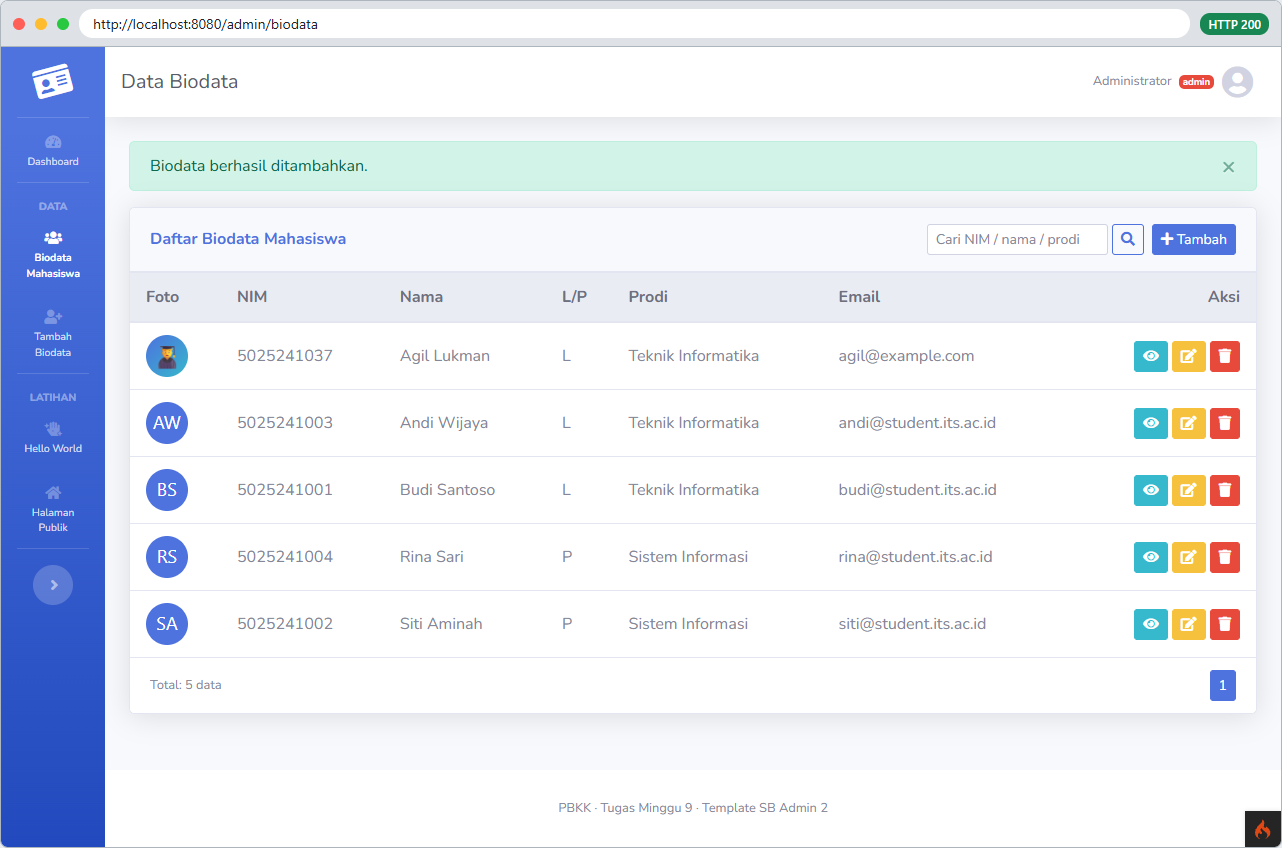 http://localhost:8080/admin/biodata HTTP 200
Data Biodata
Administrator admin
Dashboard
DATA
Biodata
Mahasiswa
Tambah
Biodata
LATIHAN
Hello World
Halaman
Publik
Biodata berhasil ditambahkan. ×
Daftar Biodata Mahasiswa Cari NIM / nama / prodi Tambah
Foto NIM Nama L/P Prodi Email Aksi
5025241037 Agil Lukman L Teknik Informatika agil@example.com
AW 5025241003 Andi Wijaya L Teknik Informatika andi@student.its.ac.id
BS 5025241001 Budi Santoso L Teknik Informatika budi@student.its.ac.id
RS 5025241004 Rina Sari P Sistem Informasi rina@student.its.ac.id
SA 5025241002 Siti Aminah P Sistem Informasi siti@student.its.ac.id
Total: 5 data 1
PBKK · Tugas Minggu 9 · Template SB Admin 2